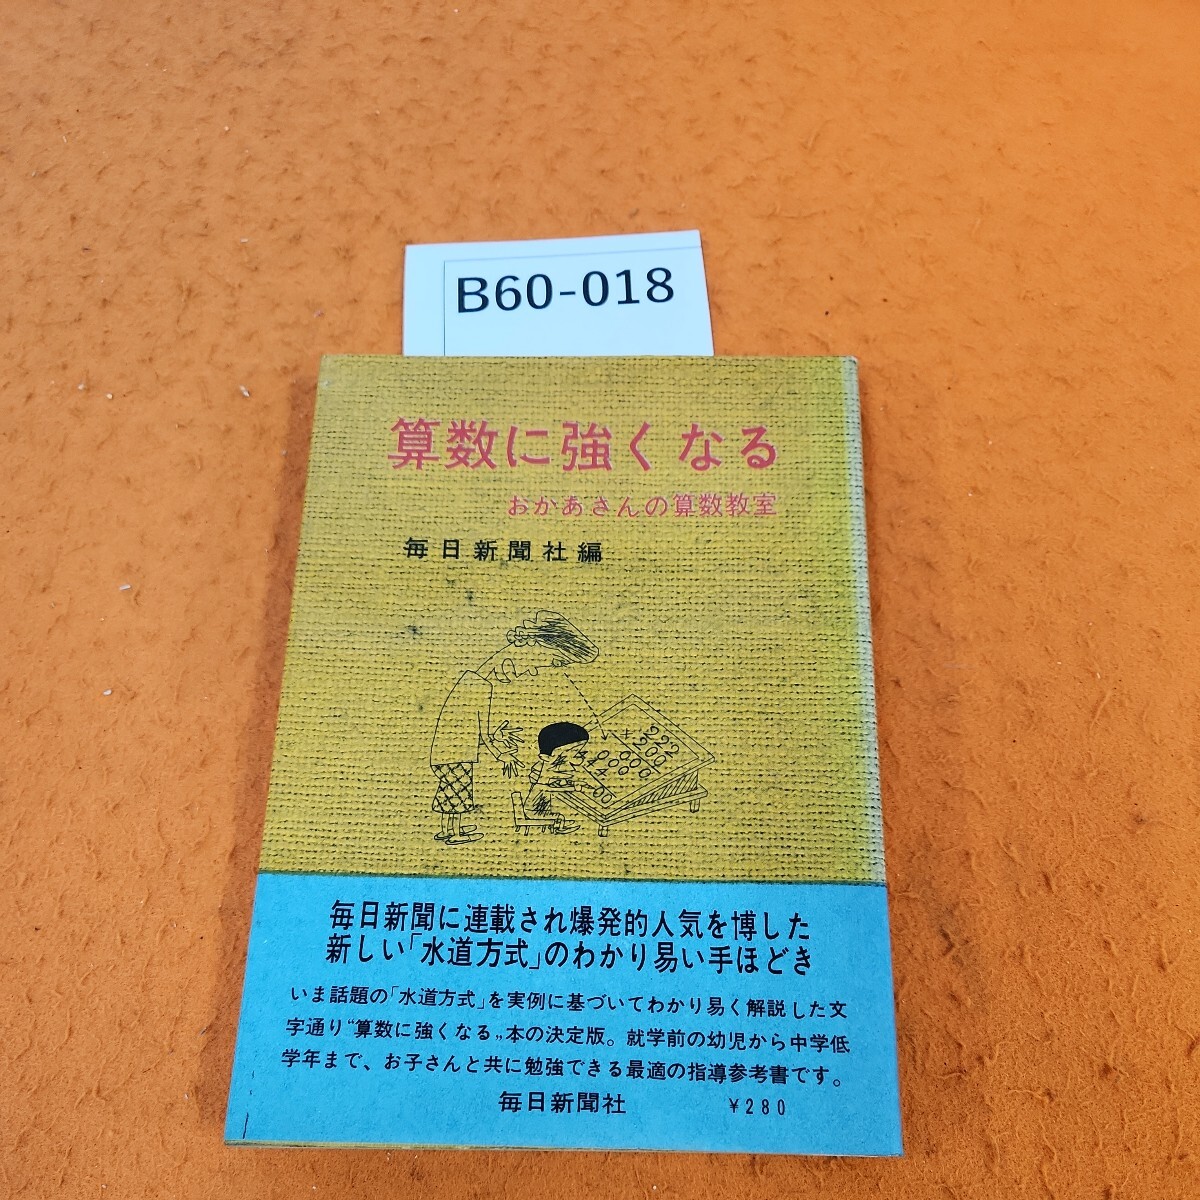 B60-018
算数に強くなる
おかあさんの算数教室
毎日新聞社編
222
×200
000
000
毎日新聞に連載され爆発的人気を博した
新しい「水道方式」のわかり易い手ほどき
いま話題の「水道方式」を実例に基づいてわかり易く解説した文
字通り“算数に強くなる„本の決定版。就学前の幼児から中学低
学年まで、お子さんと共に勉強できる最適の指導参考書です。
毎日新聞社 ¥280